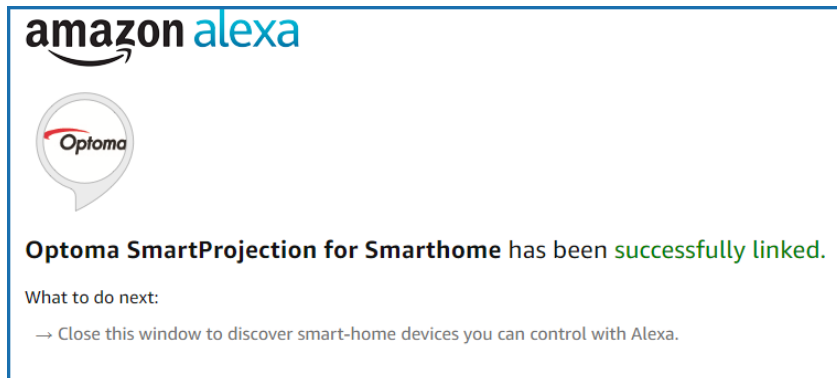 amazon alexa
Optoma
Optoma SmartProjection for Smarthome has been successfully linked.
What to do next:
→ Close this window to discover smart-home devices you can control with Alexa.